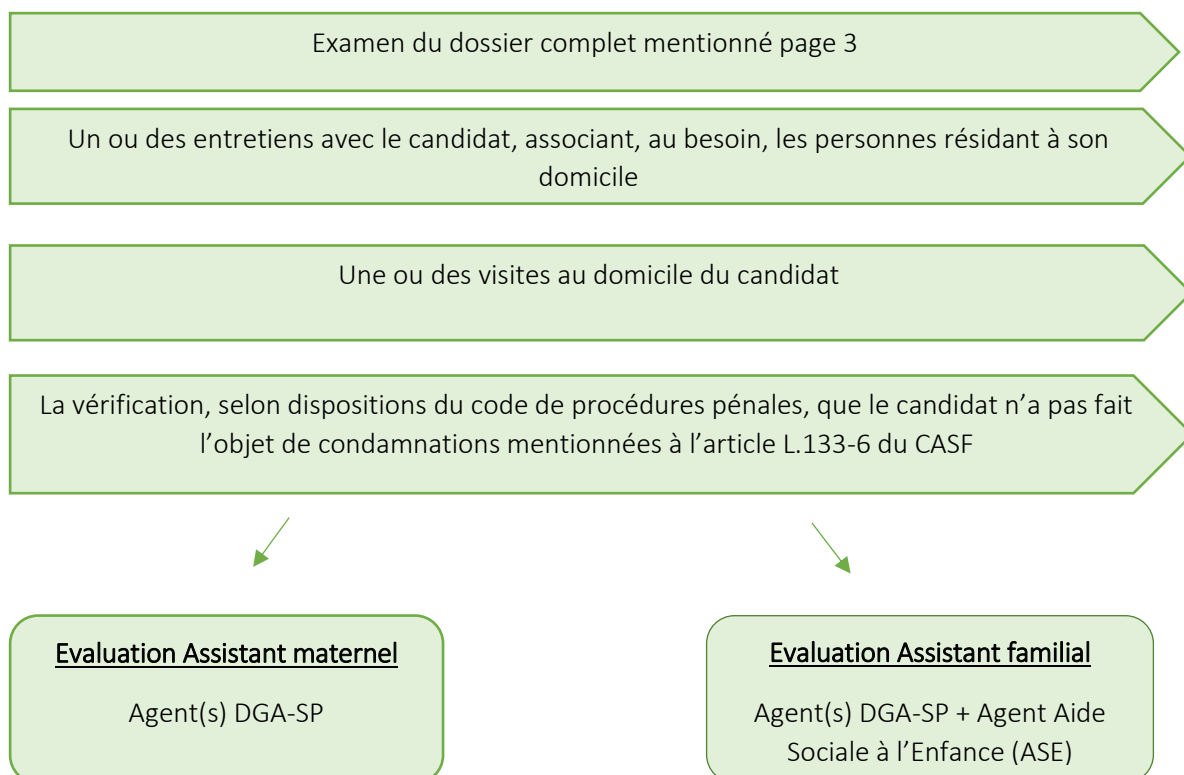 Examen du dossier complet mentionné page 3
Un ou des entretiens avec le candidat, associant, au besoin, les personnes résidant à son
domicile
Une ou des visites au domicile du candidat
La vérification, selon dispositions du code de procédures pénales, que le candidat n’a pas fait
l’objet de condamnations mentionnées à l’article L.133-6 du CASF
Evaluation Assistant maternel
Agent(s) DGA-SP
Evaluation Assistant familial
Agent(s) DGA-SP + Agent Aide
Sociale à l’Enfance (ASE)